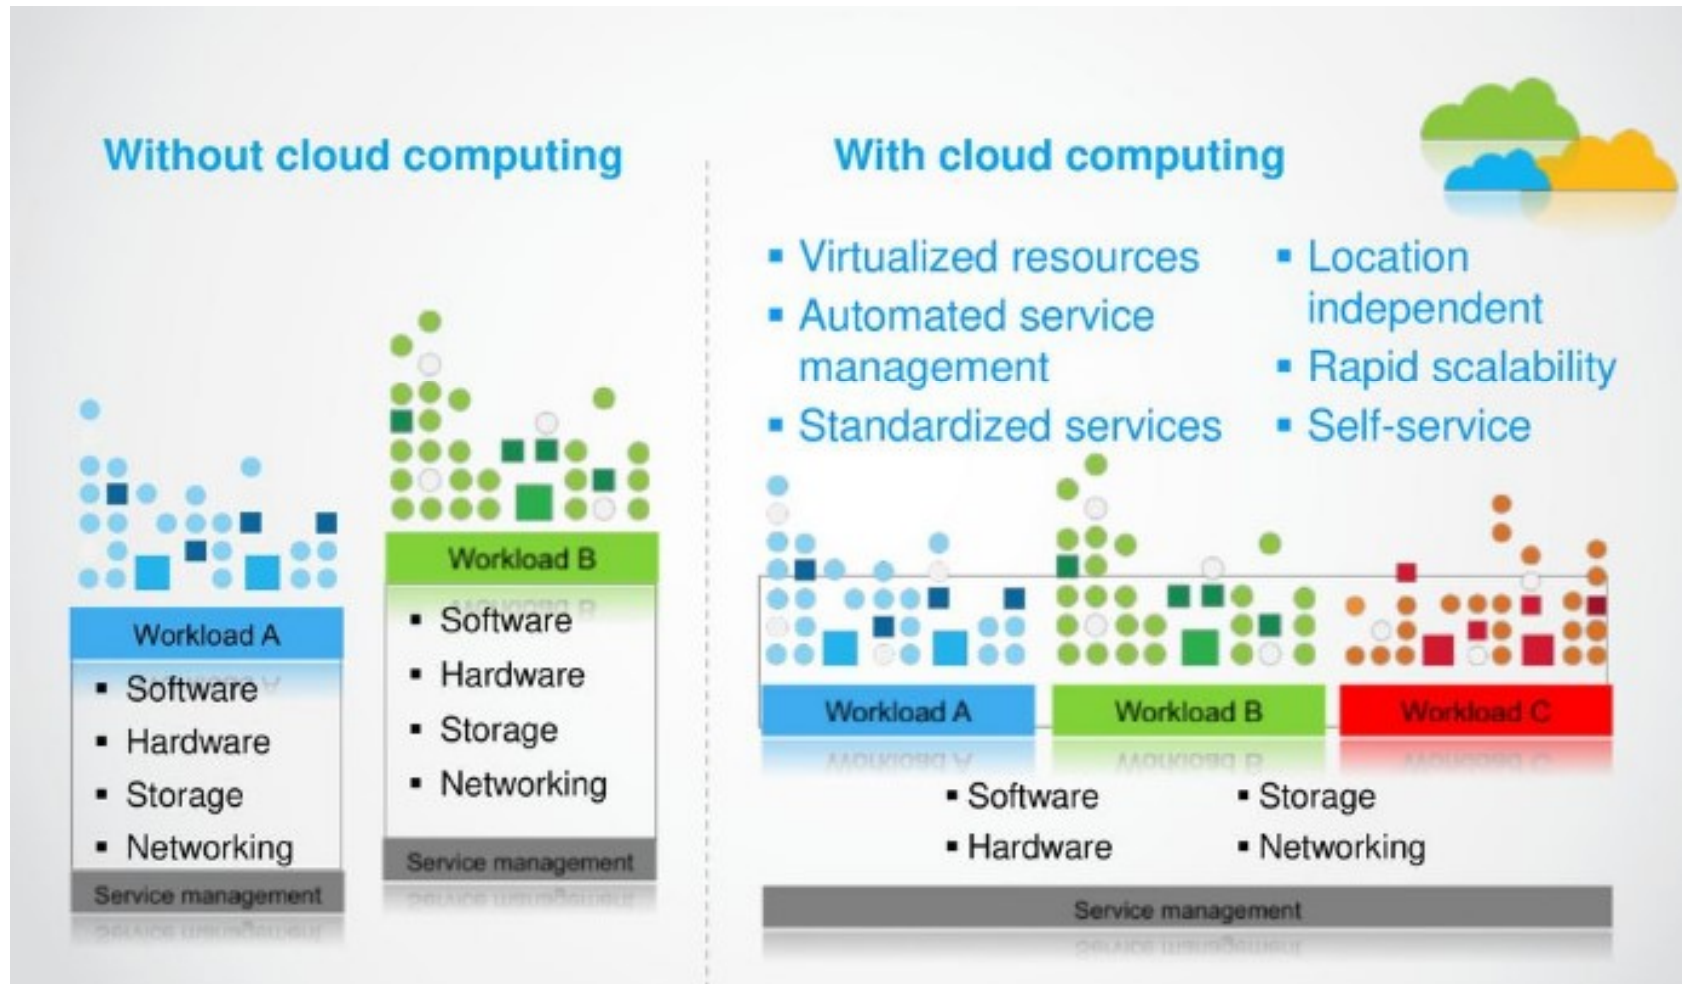 Without cloud computing
Workload A
Software
Hardware
Storage
Networking
Service management
Workload B
Software
Hardware
Storage
Networking
Service management
With cloud computing
Virtualized resources
Automated service
management
Standardized services
Location
independent
Rapid scalability
Self-service
Workload A
Workload B
Workload C
Software
Hardware
Storage
Networking
Service management